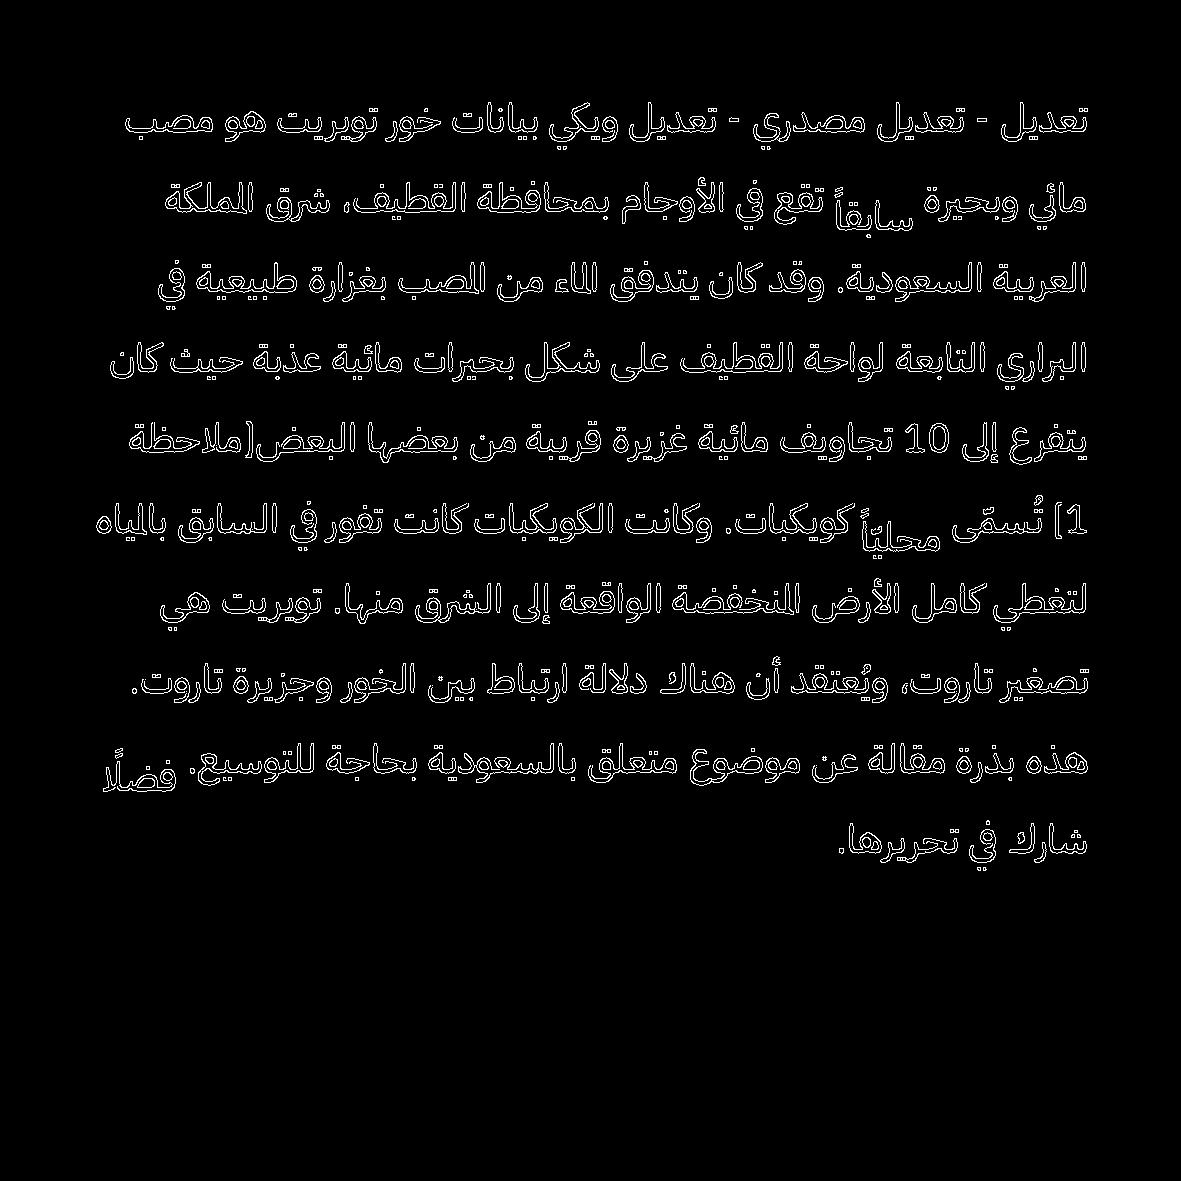 تعديل - تعديل مصدري - تعديل ويكي بيانات خور تويريت هو مصب
مائي وبحيرة سابقاً تقع في الأوجام بمحافظة القطيف، شرق المملكة
العربية السعودية. وقد كان يتدفق الماء من المصب بغزارة طبيعية في
البراري التابعة لواحة القطيف على شكل بحيرات مائية عذبة حيث كان
يتفرع إلى 10 تجاويف مائية غزيرة قريبة من بعضها البعض[ملاحظة
1] تُسمّى محليّاً كويكبات. وكانت الكويكبات كانت تفور في السابق بالمياه
لتغطي كامل الأرض المنخفضة الواقعة إلى الشرق منها. تويريت هي
تصغير تاروت، ويُعتقد أن هناك دلالة ارتباط بين الخور وجزيرة تاروت.
هذه بذرة مقالة عن موضوع متعلق بالسعودية بحاجة للتوسيع. فضلًا
شارك في تحريرها.